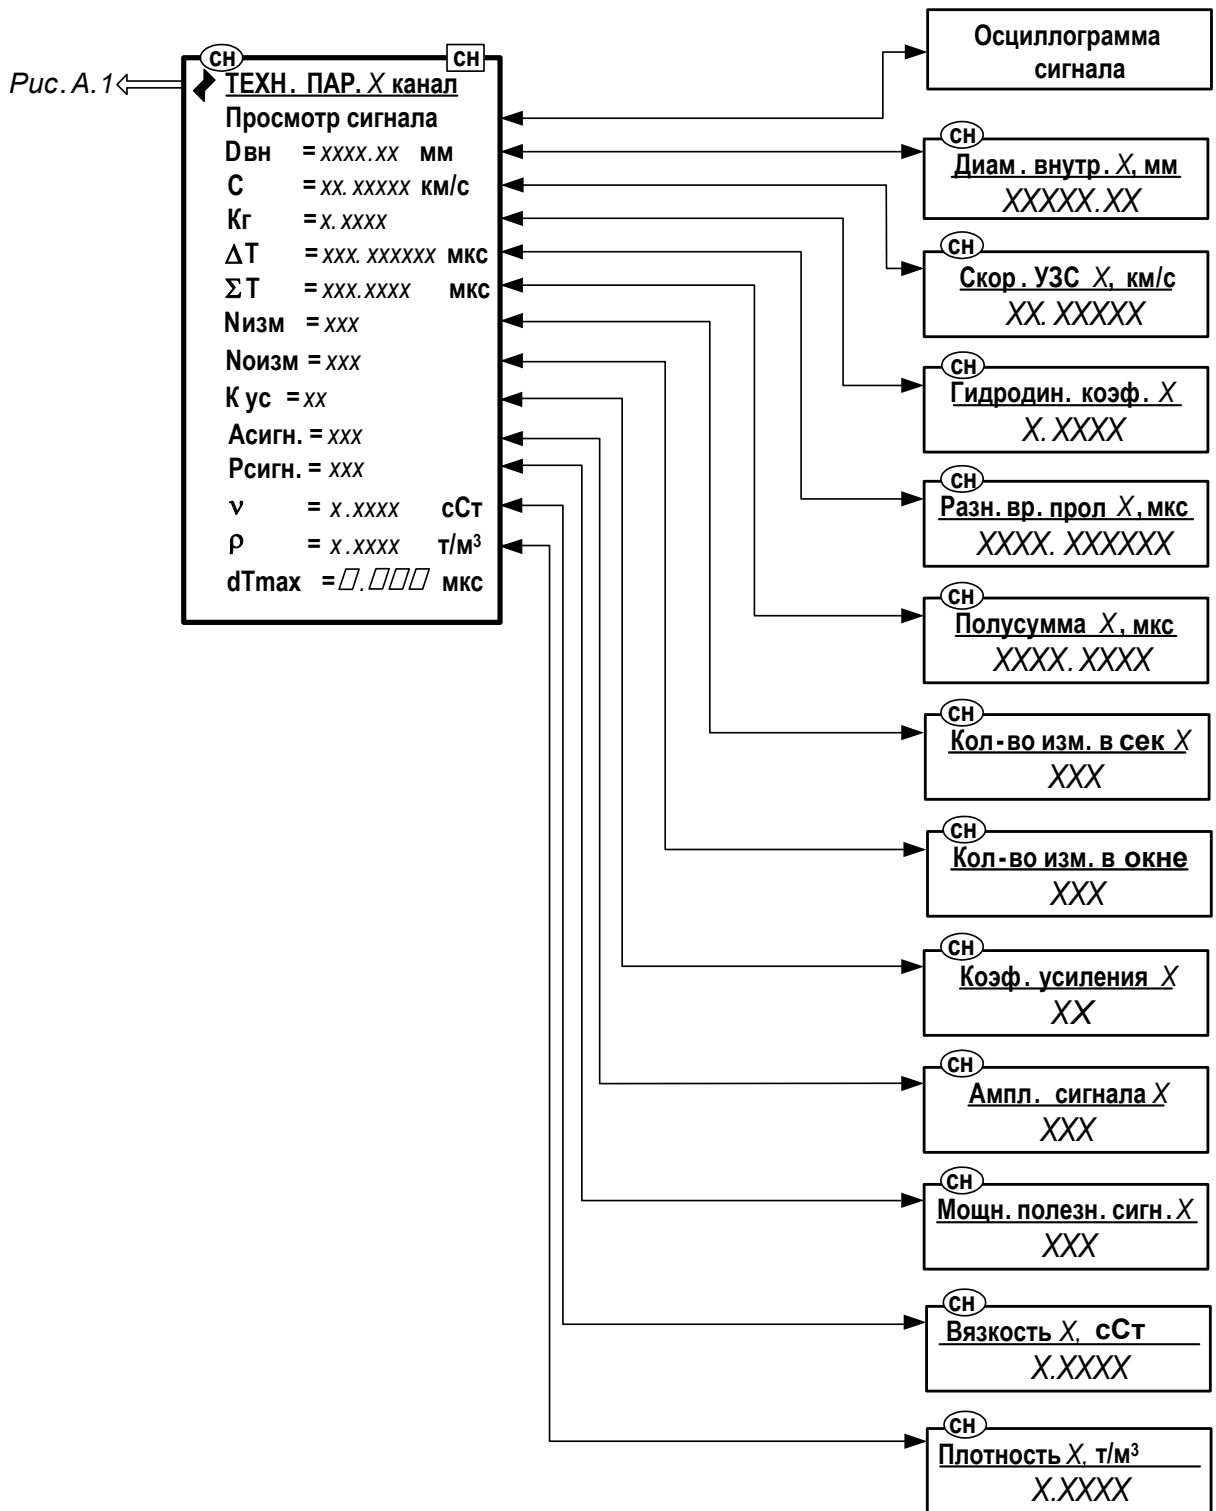 Рис. А.1
СН
СН
ТЕХН. ПАР. X канал
Просмотр сигнала
Dвн = xxxx.xx мм
С = xx.xxxxx км/с
Кг = x.xxxx
ΔT = xxx.xxxxxx мкс
ΣT = xxx.xxxx мкс
Nизм = xxx
Nоизм = xxx
К ус = xx
Асигн. = xxx
Рсигн. = xxx
ν = x.xxxx сСт
ρ = x.xxxx т/м³
dTmax = 0.000 мкс
Осциллограмма
сигнала
СН
Диам. внутр. X, мм
XXXXX.XX
СН
Скор. УЗС X, км/с
XX.XXXXX
СН
Гидродин. коэф. X
X.XXXX
СН
Разн. вр. прол X, мкс
XXXX.XXXXXX
СН
Полусумма X, мкс
XXXX.XXXX
СН
Кол-во изм. в сек X
XXX
СН
Кол-во изм. в окне
XXX
СН
Коэф. усиления X
XX
СН
Ампл. сигнала X
XXX
СН
Мощн. полезн. сигн. X
XXX
СН
Вязкость X, сСт
X.XXXX
СН
Плотность X, т/м³
X.XXXX